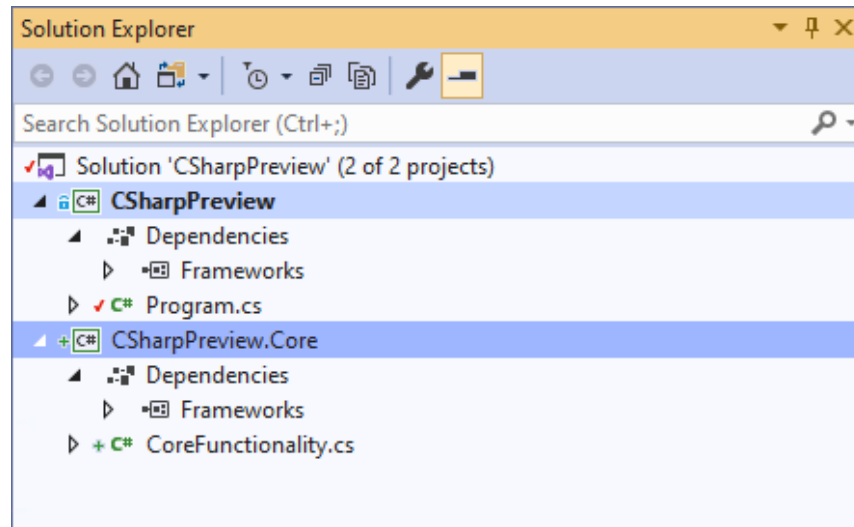 Solution Explorer
Search Solution Explorer (Ctrl+;)
Solution 'CSharpPreview' (2 of 2 projects)
C# CSharpPreview
Dependencies
Frameworks
C# Program.cs
C# CSharpPreview.Core
Dependencies
Frameworks
C# CoreFunctionality.cs